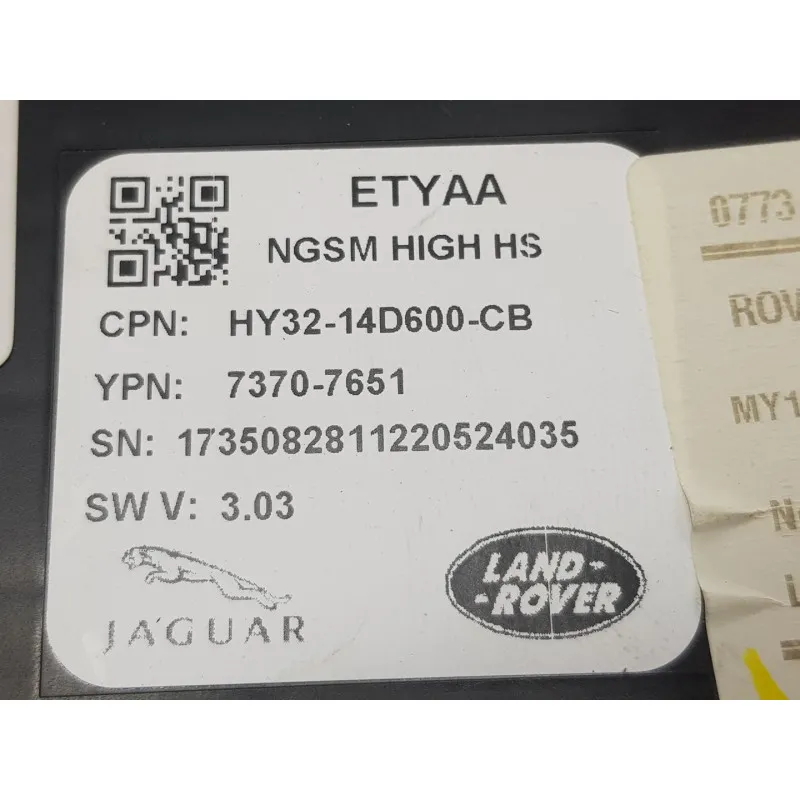 ETYAA
NGSM HIGH HS
CPN: HY32-14D600-CB
YPN: 7370-7651
SN: 1735082811220524035
SW V: 3.03
JAGUAR
LAND-
-ROVER
0773
ROV
MY1